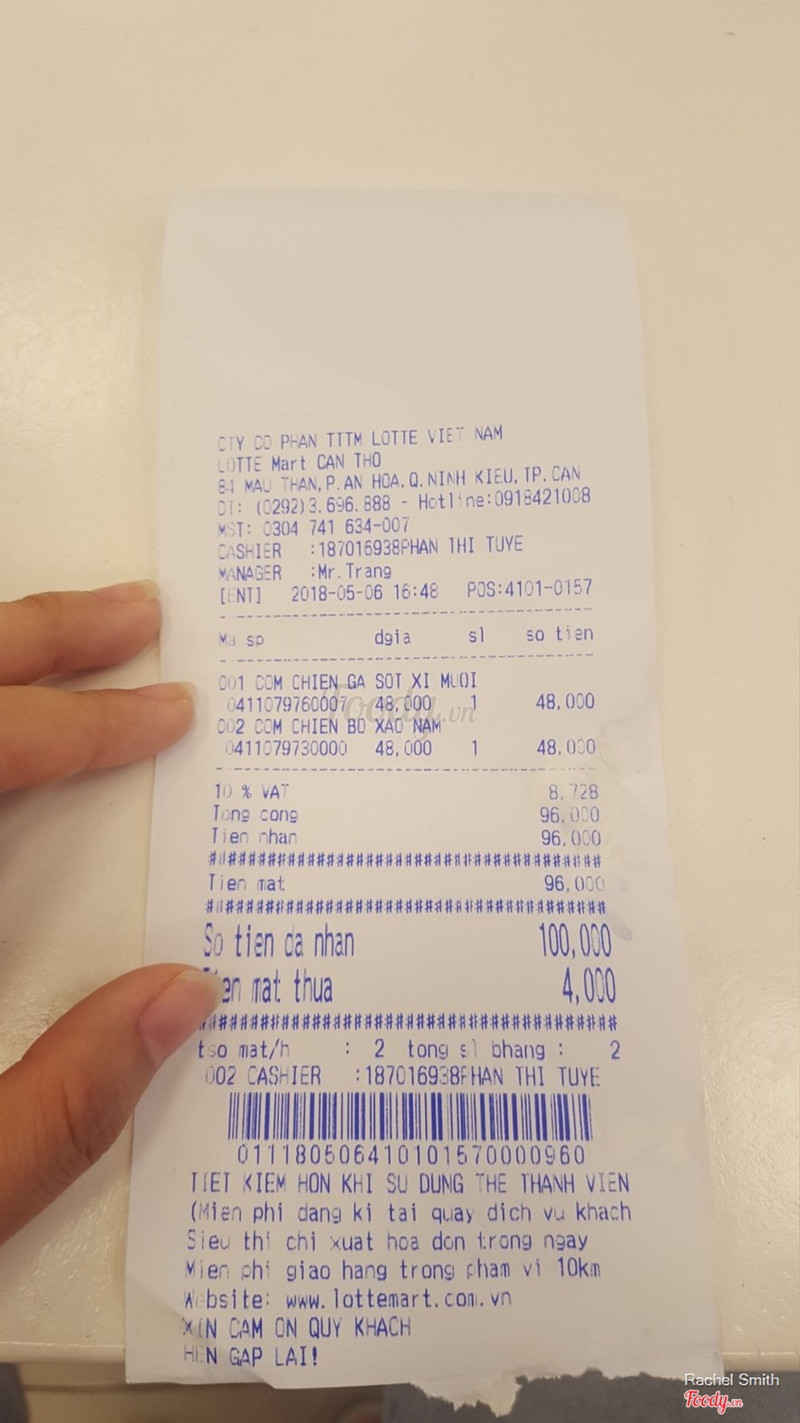 CTY CO PHAN TTTM LOTTE VIET NAM
LOTTE Mart CAN THO
84 MAU THAN, P. AN HOA, Q. NINH KIEU, TP. CAN
DT: (0292)3.696.888 - Hotline:0918421008
MST: 0304 741 634-007
CASHIER :187016938PHAN THI TUYE
MANAGER :Mr.Trang
[ENT] 2018-05-06 16:48 POS:4101-0157
Ma sp dgia sl so tien
001 COM CHIEN GA SOT XI MUOI
0411079760007 48,000 1 48,000
Foody.vn
002 COM CHIEN BO XAO NAM
0411079730000 48,000 1 48,000
10 % VAT 8,728
Tong cong 96,000
Tien nhan 96,000
########################################
Tien mat 96,000
########################################
So tien da nhan 100,000
Tien mat thua 4,000
########################################
tso mat/h : 2 tong sl bhang : 2
002 CASHIER :187016938PHAN THI TUYE
011180506410101570000960
TIET KIEM HON KHI SU DUNG THE THANH VIEN
(Mien phi dang ki tai quay dich vu khach
Sieu thi chi xuat hoa don trong ngay
Mien phi giao hang trong pham vi 10km
Website: www.lottemart.com.vn
XIN CAM ON QUY KHACH
HEN GAP LAI!
Rachel Smith
Foody.vn